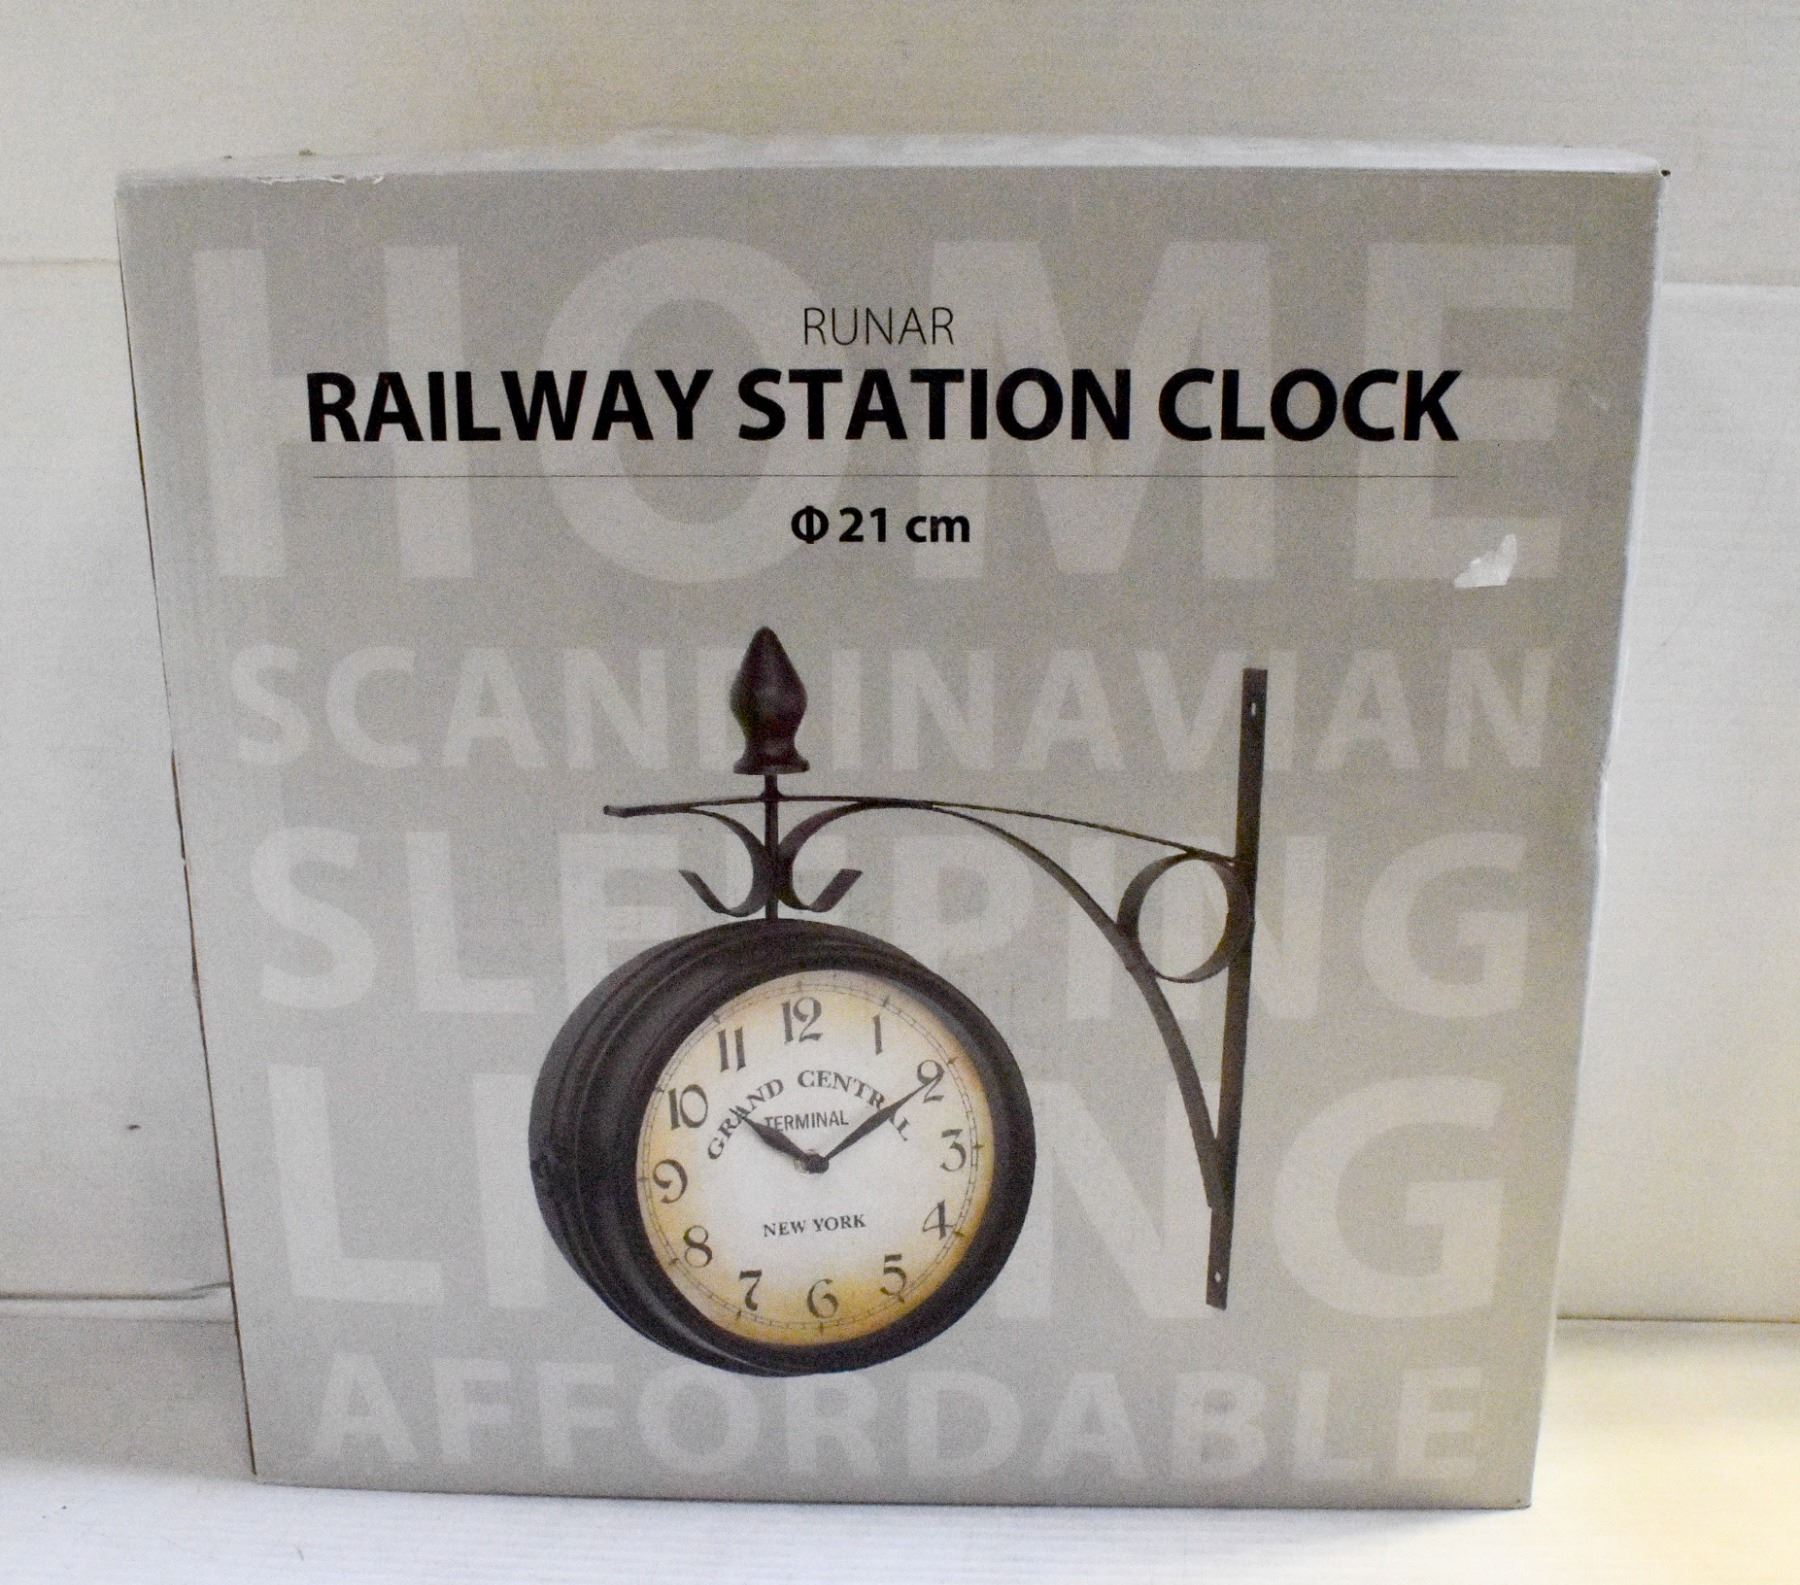 HOME
RUNAR
RAILWAY STATION CLOCK
Φ 21 cm
SCANDINAVIAN
SLEEPING
LIVING
AFFORDABLE
12
11 1
10 2
GRAND CENTRAL
TERMINAL
9 3
NEW YORK
8 4
7 5
6